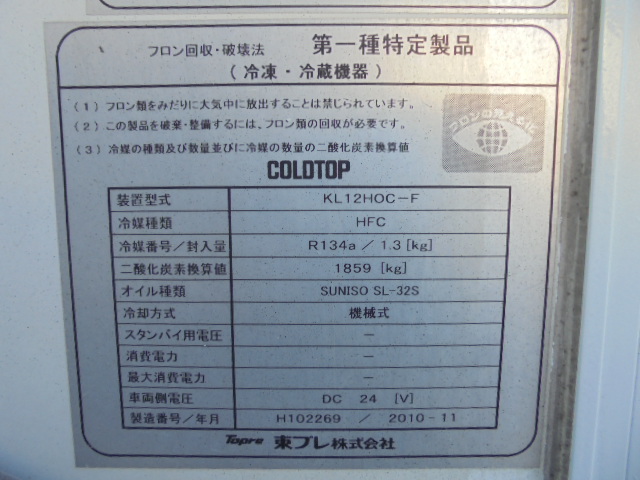 フロン回収・破壊法 第一種特定製品
(冷凍・冷蔵機器)
(1) フロン類をみだりに大気中に放出することは禁じられています。
(2) この製品を破棄・整備するには、フロン類の回収が必要です。
(3) 冷媒の種類及び数量並びに冷媒の数量の二酸化炭素換算値
フロンの見える化
COLDTOP
装置型式 KL12HOC-F
冷媒種類 HFC
冷媒番号/封入量 R134a / 1.3 [kg]
二酸化炭素換算値 1859 [kg]
オイル種類 SUNISO SL-32S
冷却方式 機械式
スタンバイ用電圧 -
消費電力 -
最大消費電力 -
車両側電圧 DC 24 [V]
製造番号/年月 H102269 / 2010-11
Topre 東プレ株式会社